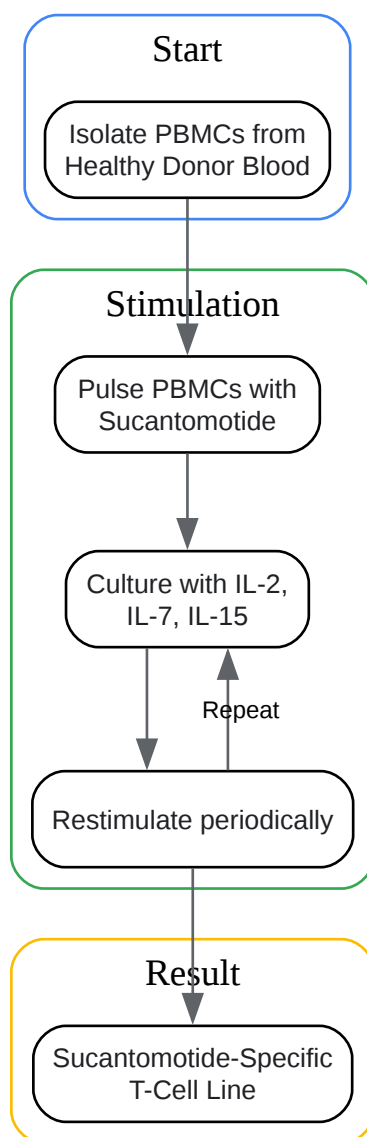 Start
Isolate PBMCs from
Healthy Donor Blood
Stimulation
Pulse PBMCs with
Sucantomotide
Culture with IL-2,
IL-7, IL-15
Repeat
Restimulate periodically
Result
Sucantomotide-Specific
T-Cell Line